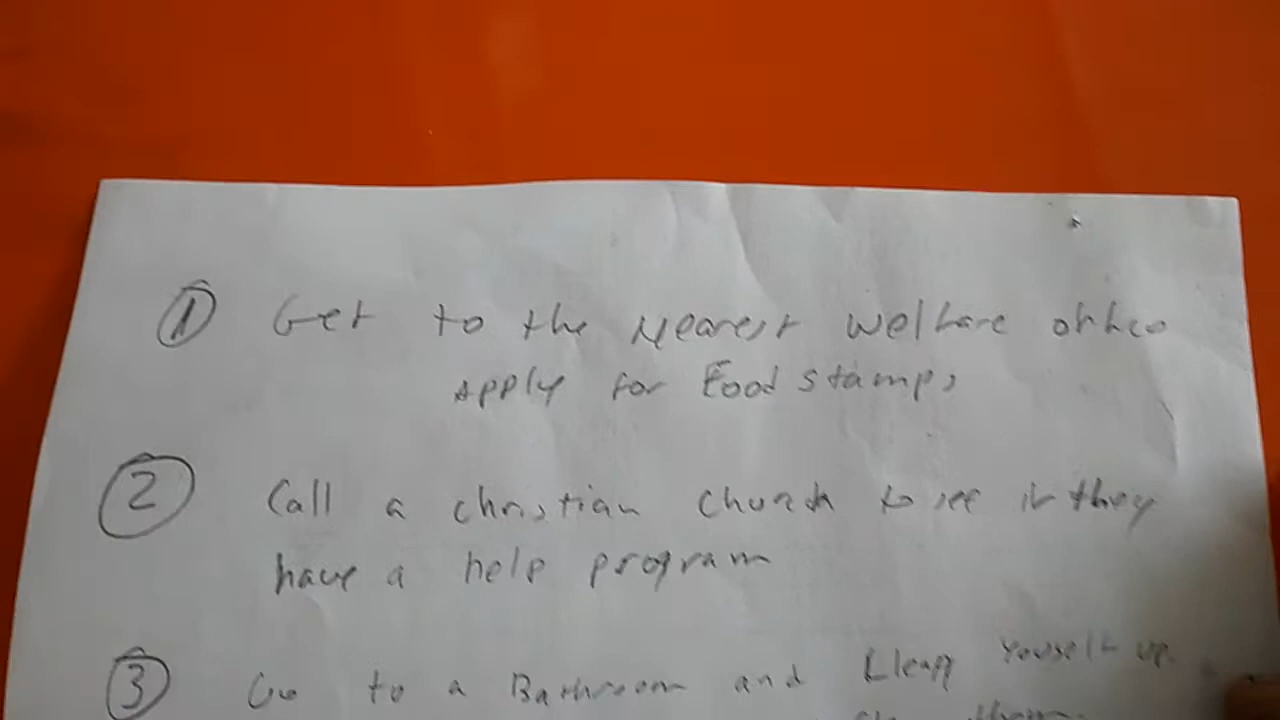 ① Get to the Nearest Welfare office
Apply for Food stamps
② Call a christian church to see if they
have a help program
③ Go to a Bathroom and Clean Youself up